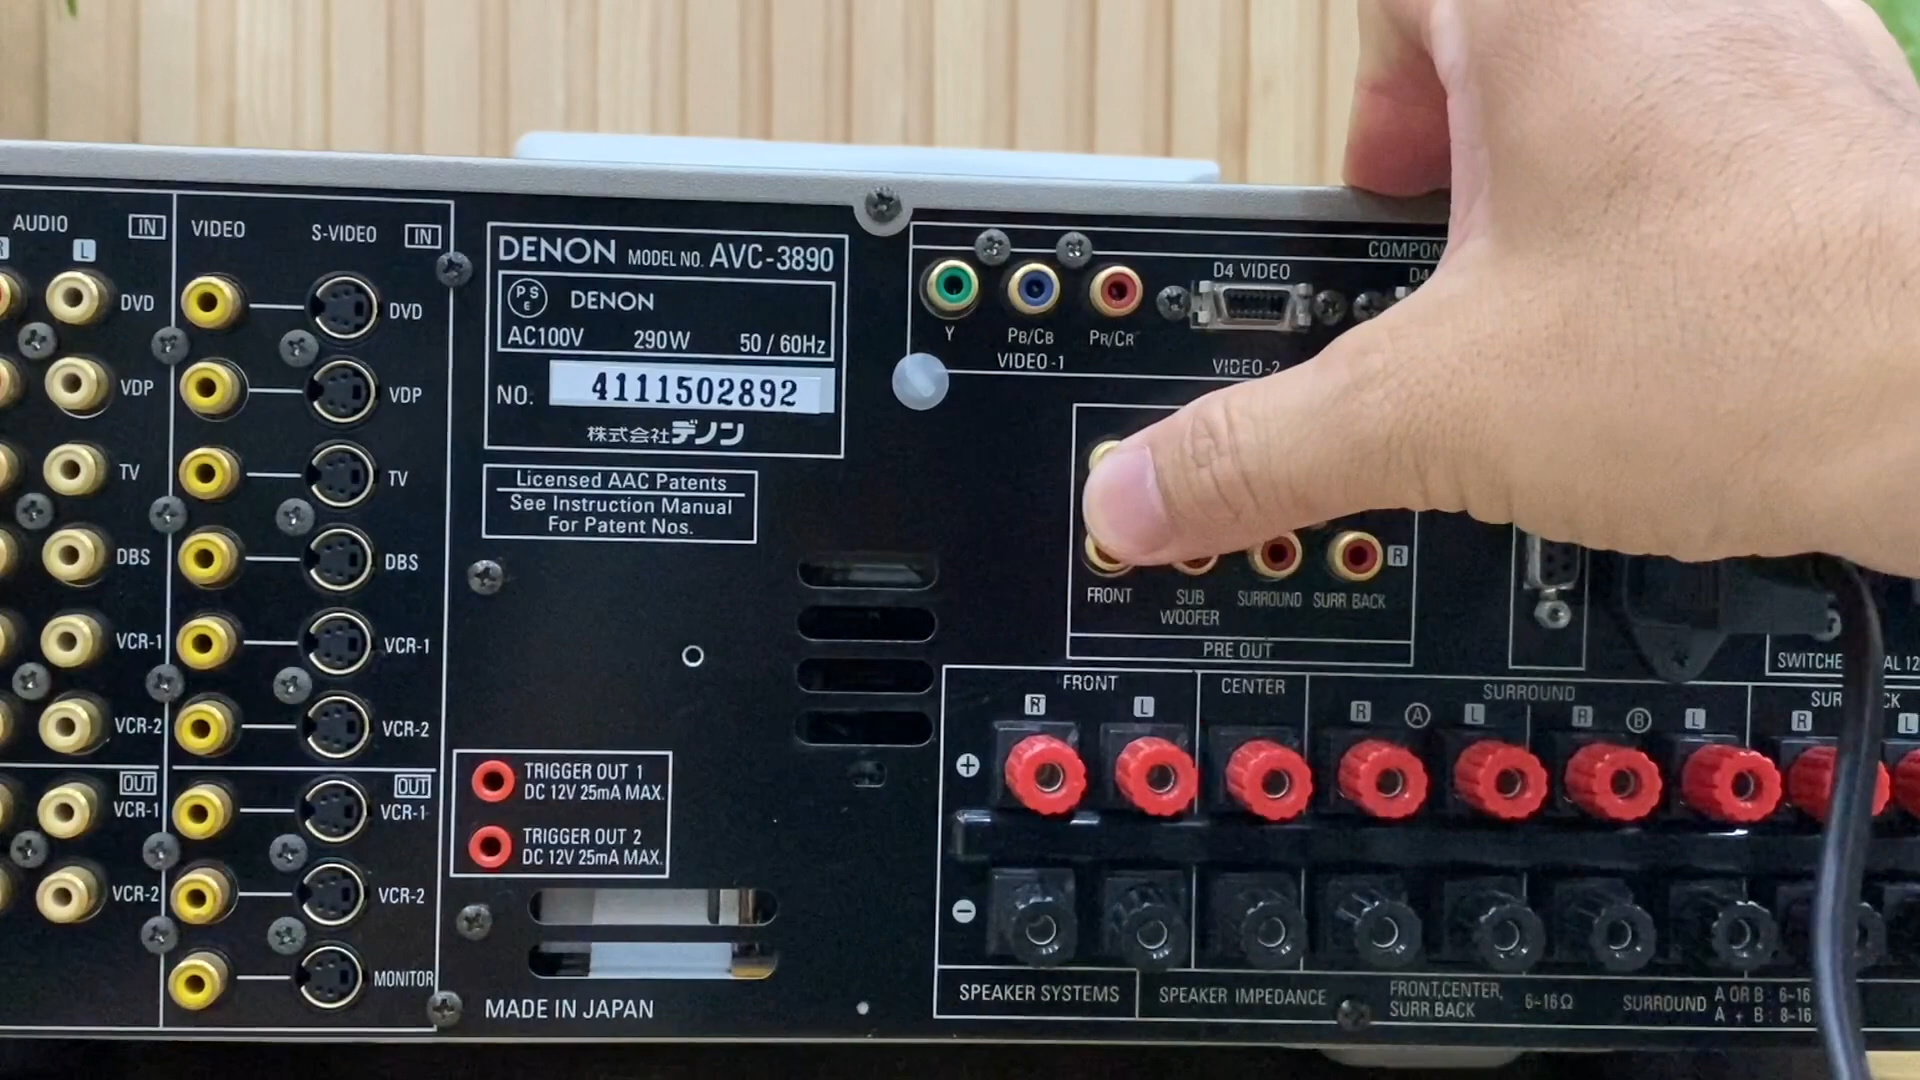 AUDIO
IN
L
DVD
VDP
TV
DBS
VCR-1
VCR-2
OUT
VCR-1
VCR-2
VIDEO
S-VIDEO
IN
DVD
VDP
TV
DBS
VCR-1
VCR-2
OUT
VCR-1
VCR-2
MONITOR
DENON MODEL NO. AVC-3890
PSE DENON
AC100V 290W 50/60Hz
NO. 4111502892
株式会社デノン
Licensed AAC Patents
See Instruction Manual
For Patent Nos.
TRIGGER OUT 1
DC 12V 25mA MAX.
TRIGGER OUT 2
DC 12V 25mA MAX.
MADE IN JAPAN
D4 VIDEO
Y PB/CB PR/CR
VIDEO-1
VIDEO-2
R
FRONT SUB WOOFER SURROUND SURR BACK
PRE OUT
FRONT
R L
CENTER
SURROUND
R A L R B L
R L
+
−
SPEAKER SYSTEMS
SPEAKER IMPEDANCE
FRONT,CENTER,
SURR BACK
6~16Ω
SURROUND
A OR B : 6~16
A + B : 8~16